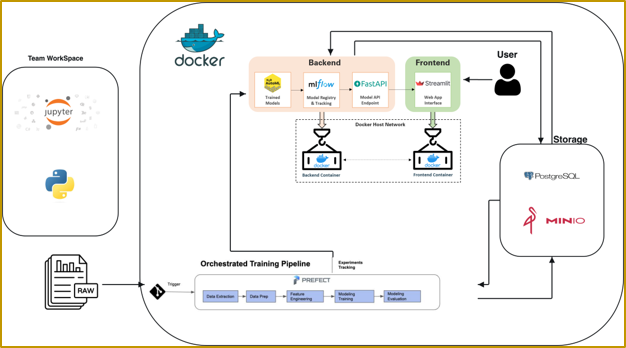 Team WorkSpace
jupyter
RAW
docker
Backend
Frontend
User
Trained
Models
mlflow
Model Registry
& Tracking
FastAPI
Model API
Endpoint
Streamlit
Web App
Interface
Docker Host Network
docker
Backend Container
docker
Frontend Container
Storage
PostgreSQL
MINIO
Orchestrated Training Pipeline
Experiments
Tracking
Trigger
PREFECT
Data Extraction
Data Prep
Feature
Engineering
Modeling
Training
Modeling
Evaluation